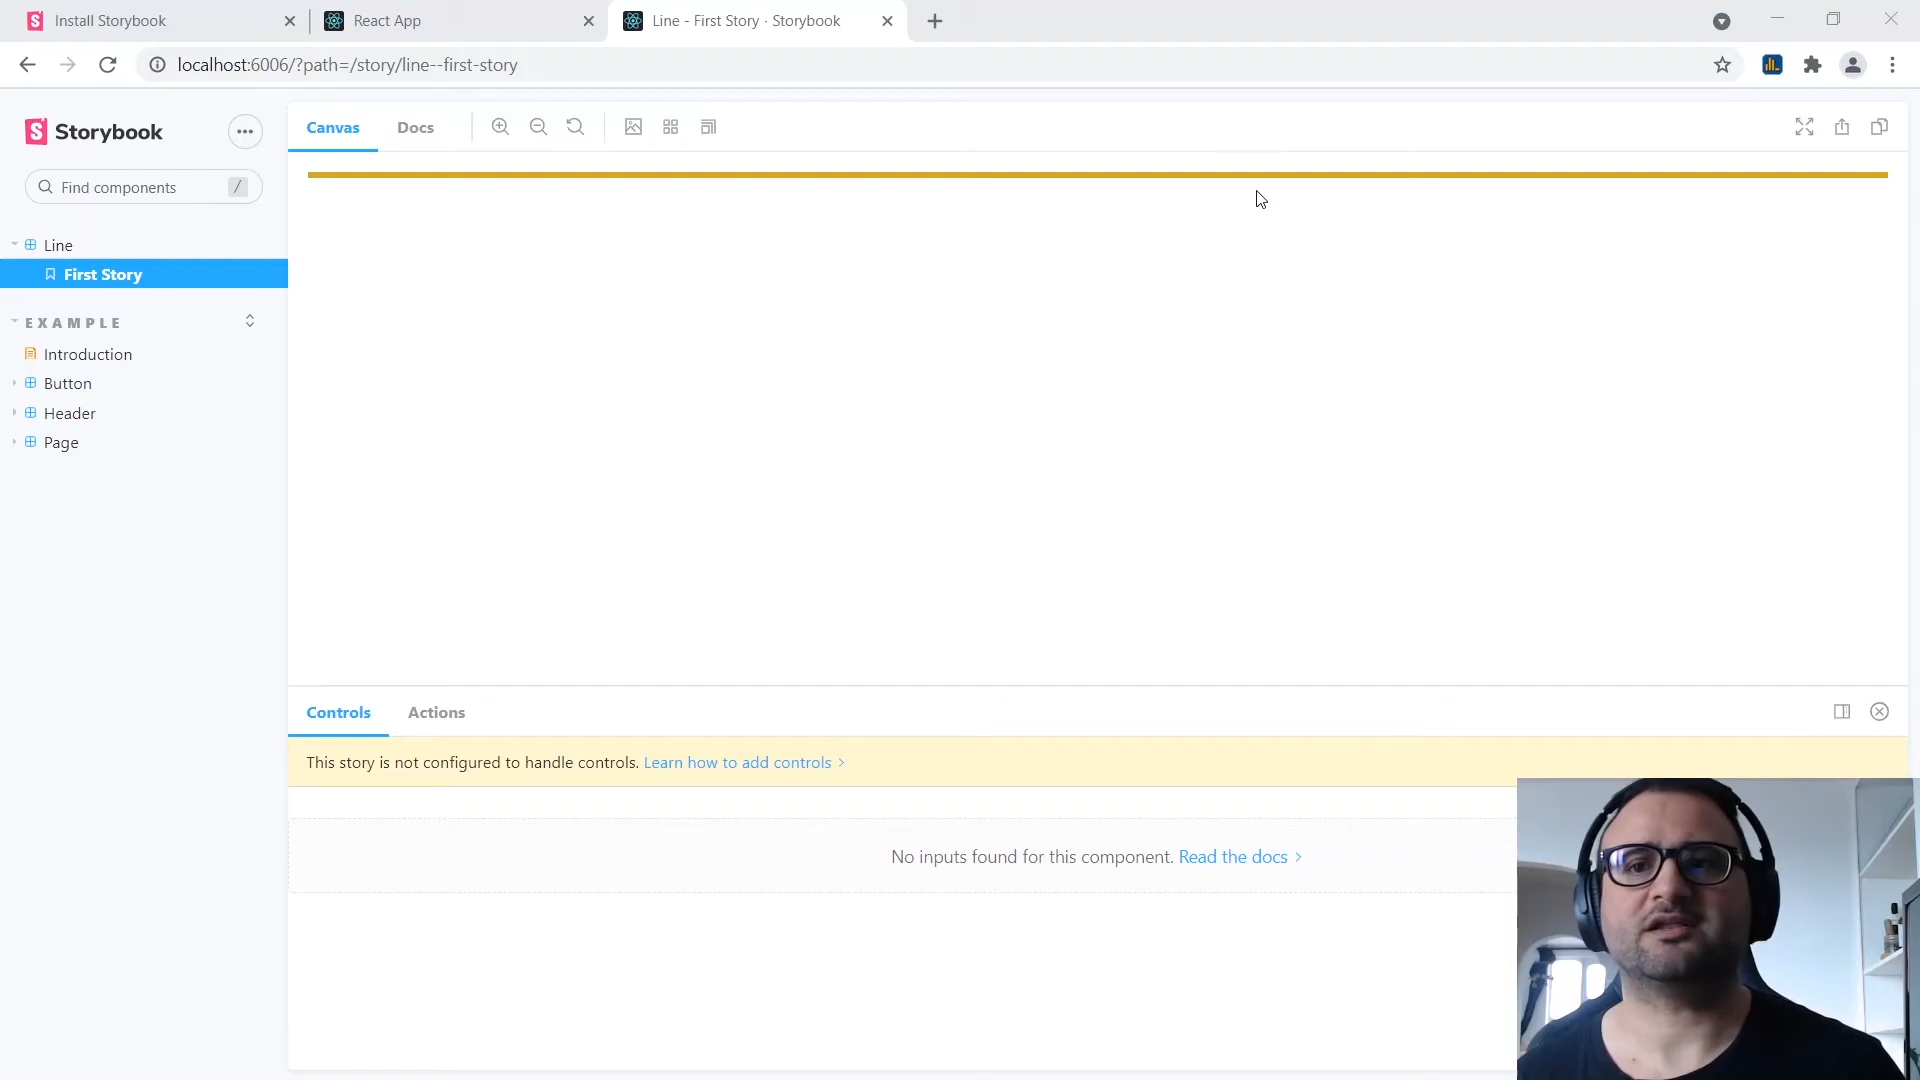 Install Storybook
React App
Line - First Story · Storybook
localhost:6006/?path=/story/line--first-story
Storybook
Canvas
Docs
Find components
/
Line
First Story
EXAMPLE
Introduction
Button
Header
Page
Controls
Actions
This story is not configured to handle controls. Learn how to add controls
No inputs found for this component. Read the docs